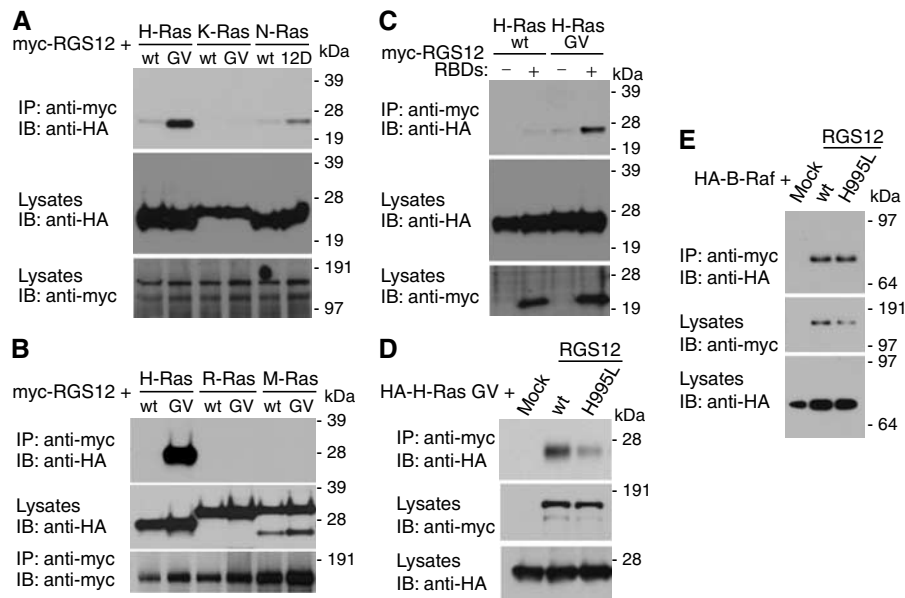 A
H-Ras K-Ras N-Ras
myc-RGS12 +
wt GV wt GV wt 12D
kDa
IP: anti-myc
IB: anti-HA
- 39
- 28
- 19
Lysates
IB: anti-HA
- 39
- 28
- 19
Lysates
IB: anti-myc
- 191
- 97
B
myc-RGS12 +
H-Ras R-Ras M-Ras
wt GV wt GV wt GV
kDa
IP: anti-myc
IB: anti-HA
- 39
- 28
Lysates
IB: anti-HA
- 39
- 28
IP: anti-myc
IB: anti-myc
- 191
C
H-Ras H-Ras
wt GV
myc-RGS12
RBDs: – + – +
kDa
IP: anti-myc
IB: anti-HA
- 39
- 28
- 19
Lysates
IB: anti-HA
- 39
- 28
- 19
Lysates
IB: anti-myc
- 28
- 19
D
RGS12
HA-H-Ras GV +
Mock wt H995L
kDa
IP: anti-myc
IB: anti-HA
- 28
Lysates
IB: anti-myc
- 191
Lysates
IB: anti-HA
- 28
E
RGS12
HA-B-Raf +
Mock wt H995L
kDa
IP: anti-myc
IB: anti-HA
- 97
- 64
Lysates
IB: anti-myc
- 191
- 97
Lysates
IB: anti-HA
- 97
- 64